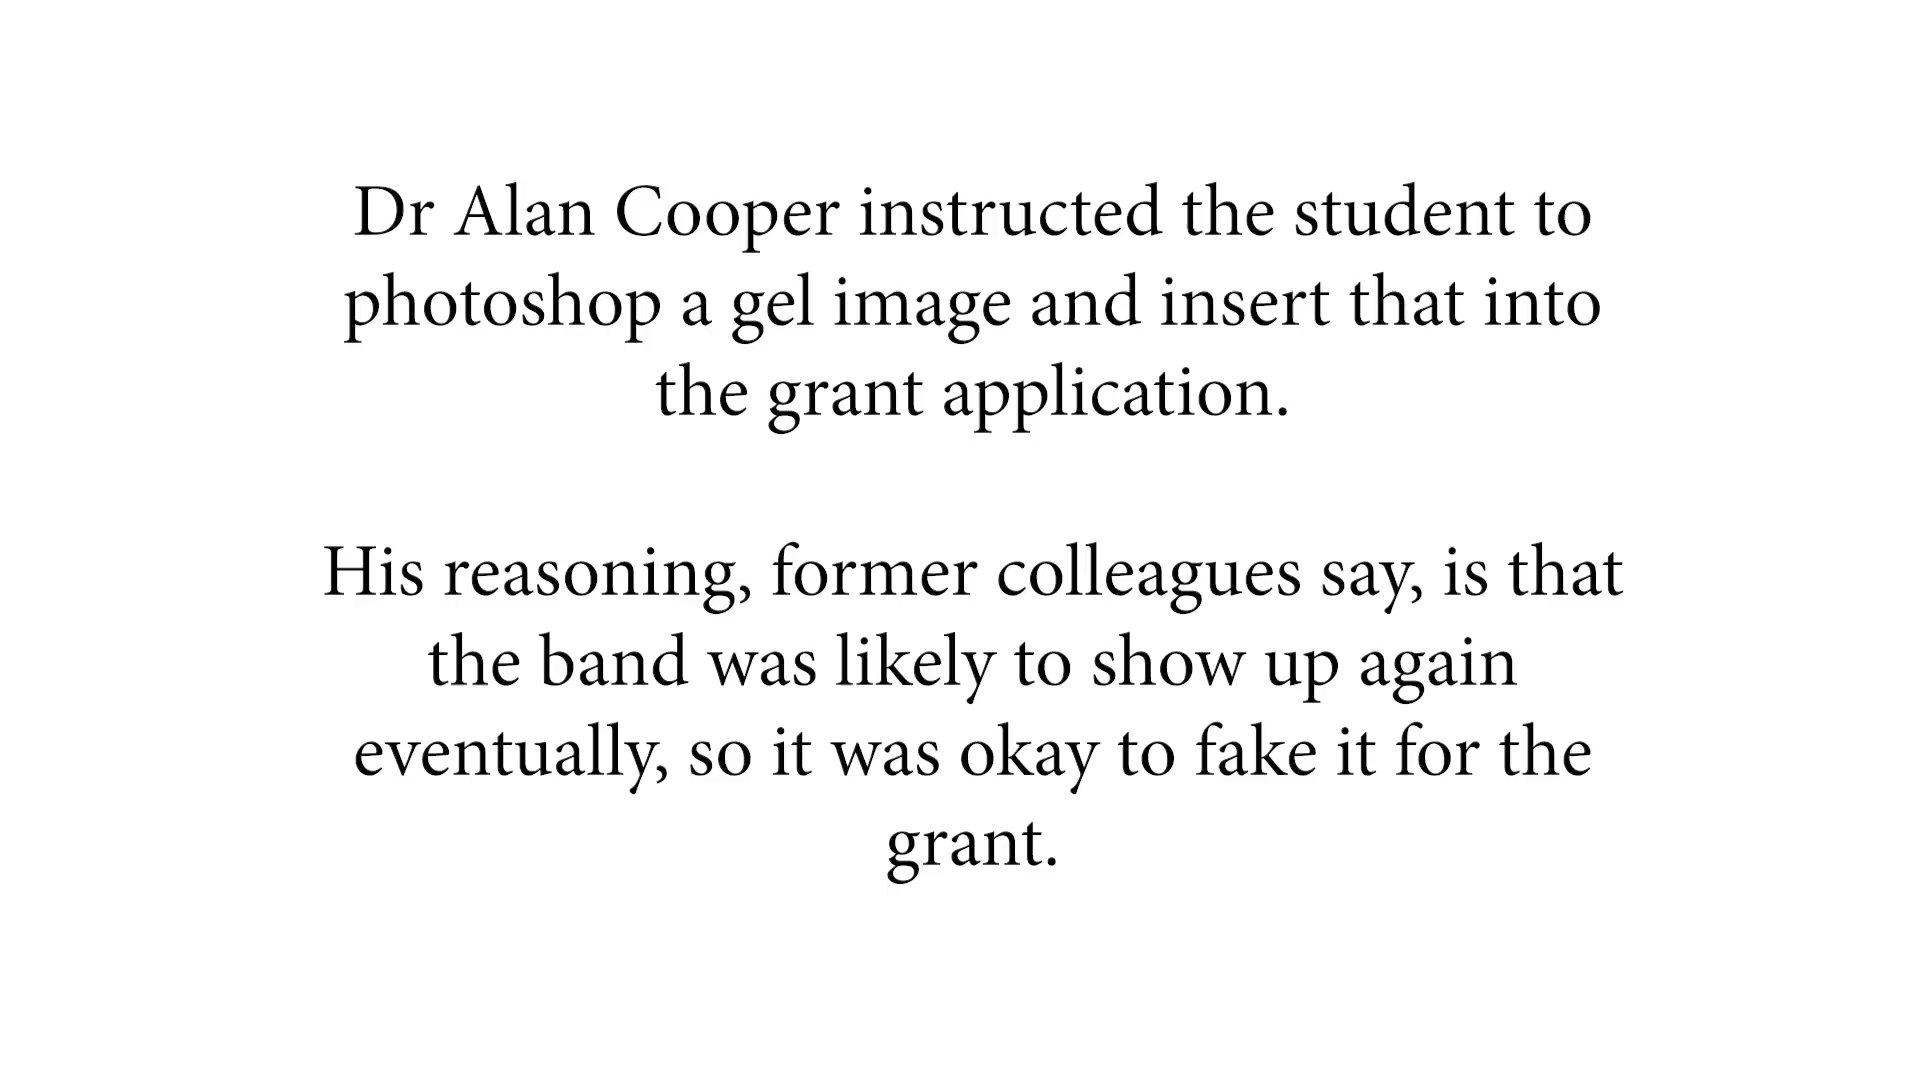 Dr Alan Cooper instructed the student to
photoshop a gel image and insert that into
the grant application.
His reasoning, former colleagues say, is that
the band was likely to show up again
eventually, so it was okay to fake it for the
grant.